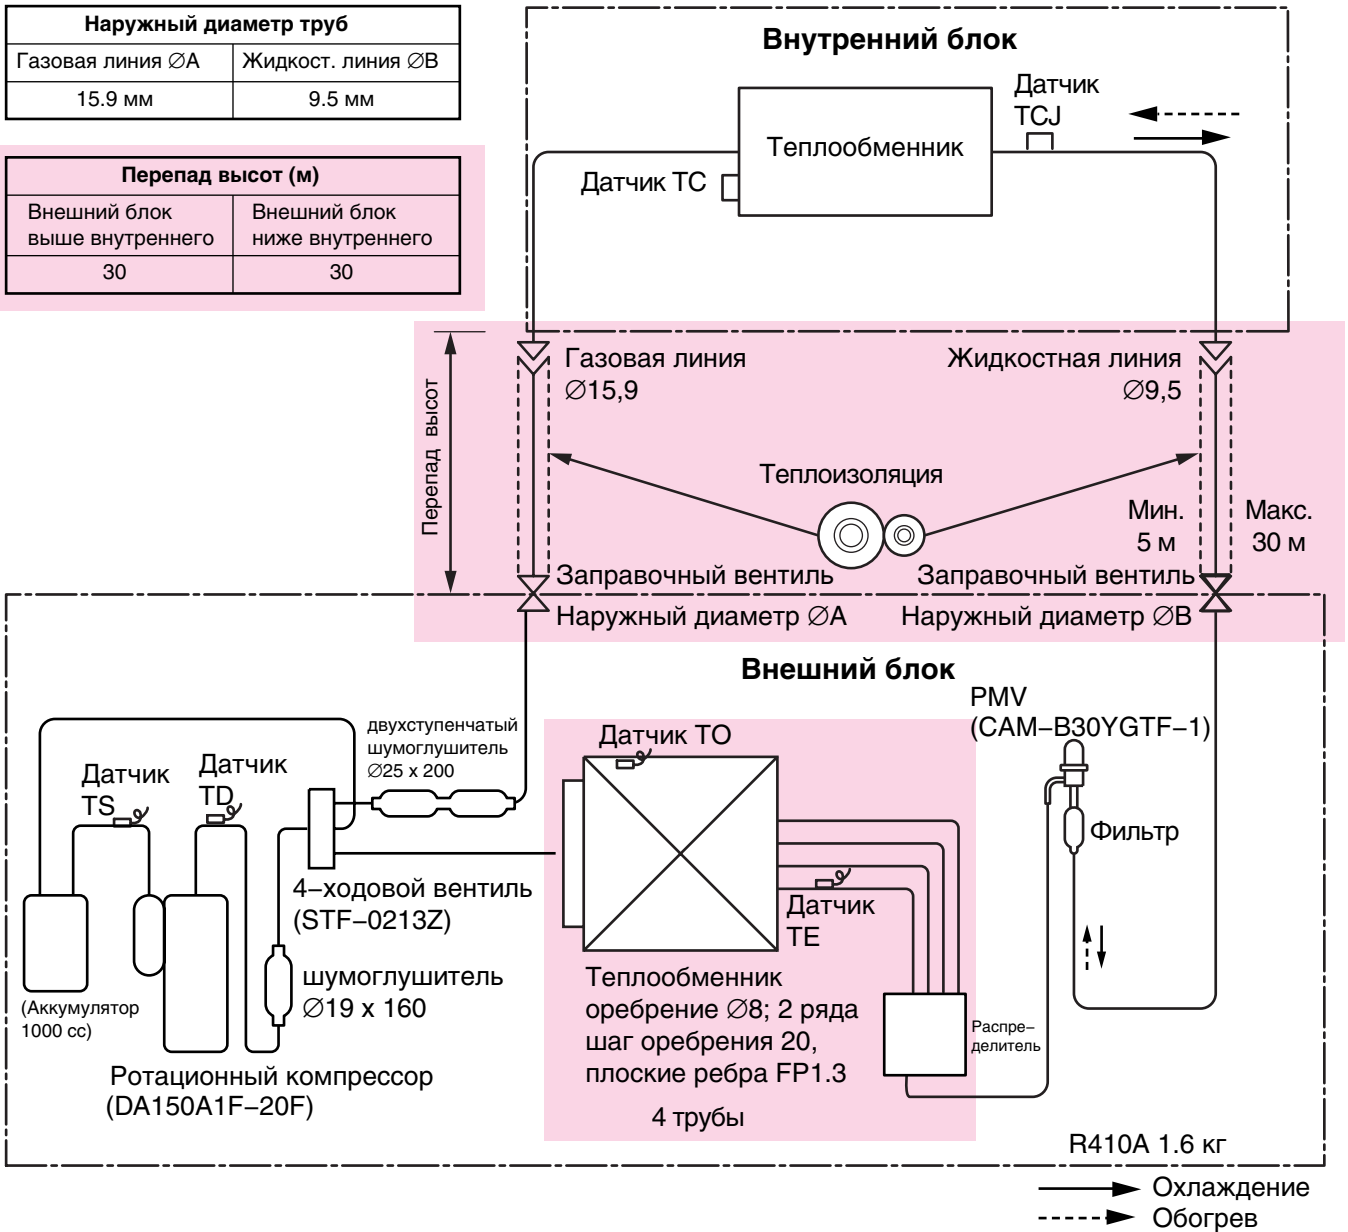 Наружный диаметр труб
Газовая линия ∅A
Жидкост. линия ∅B
15.9 мм
9.5 мм
Перепад высот (м)
Внешний блок
выше внутреннего
Внешний блок
ниже внутреннего
30
30
Внутренний блок
Датчик
TCJ
Теплообменник
Датчик TC
Перепад высот
Газовая линия
∅15,9
Жидкостная линия
∅9,5
Теплоизоляция
Мин.
5 м
Макс.
30 м
Заправочный вентиль
Заправочный вентиль
Наружный диаметр ∅A
Наружный диаметр ∅B
Внешний блок
PMV
(CAM–B30YGTF–1)
двухступенчатый
шумоглушитель
∅25 x 200
Датчик TO
Датчик
TS
Датчик
TD
Фильтр
4–ходовой вентиль
(STF–0213Z)
Датчик
TE
шумоглушитель
∅19 x 160
(Аккумулятор
1000 cc)
Теплообменник
оребрение ∅8; 2 ряда
шаг оребрения 20,
плоские ребра FP1.3
4 трубы
Распре–
делитель
Ротационный компрессор
(DA150A1F–20F)
R410A 1.6 кг
Охлаждение
Обогрев